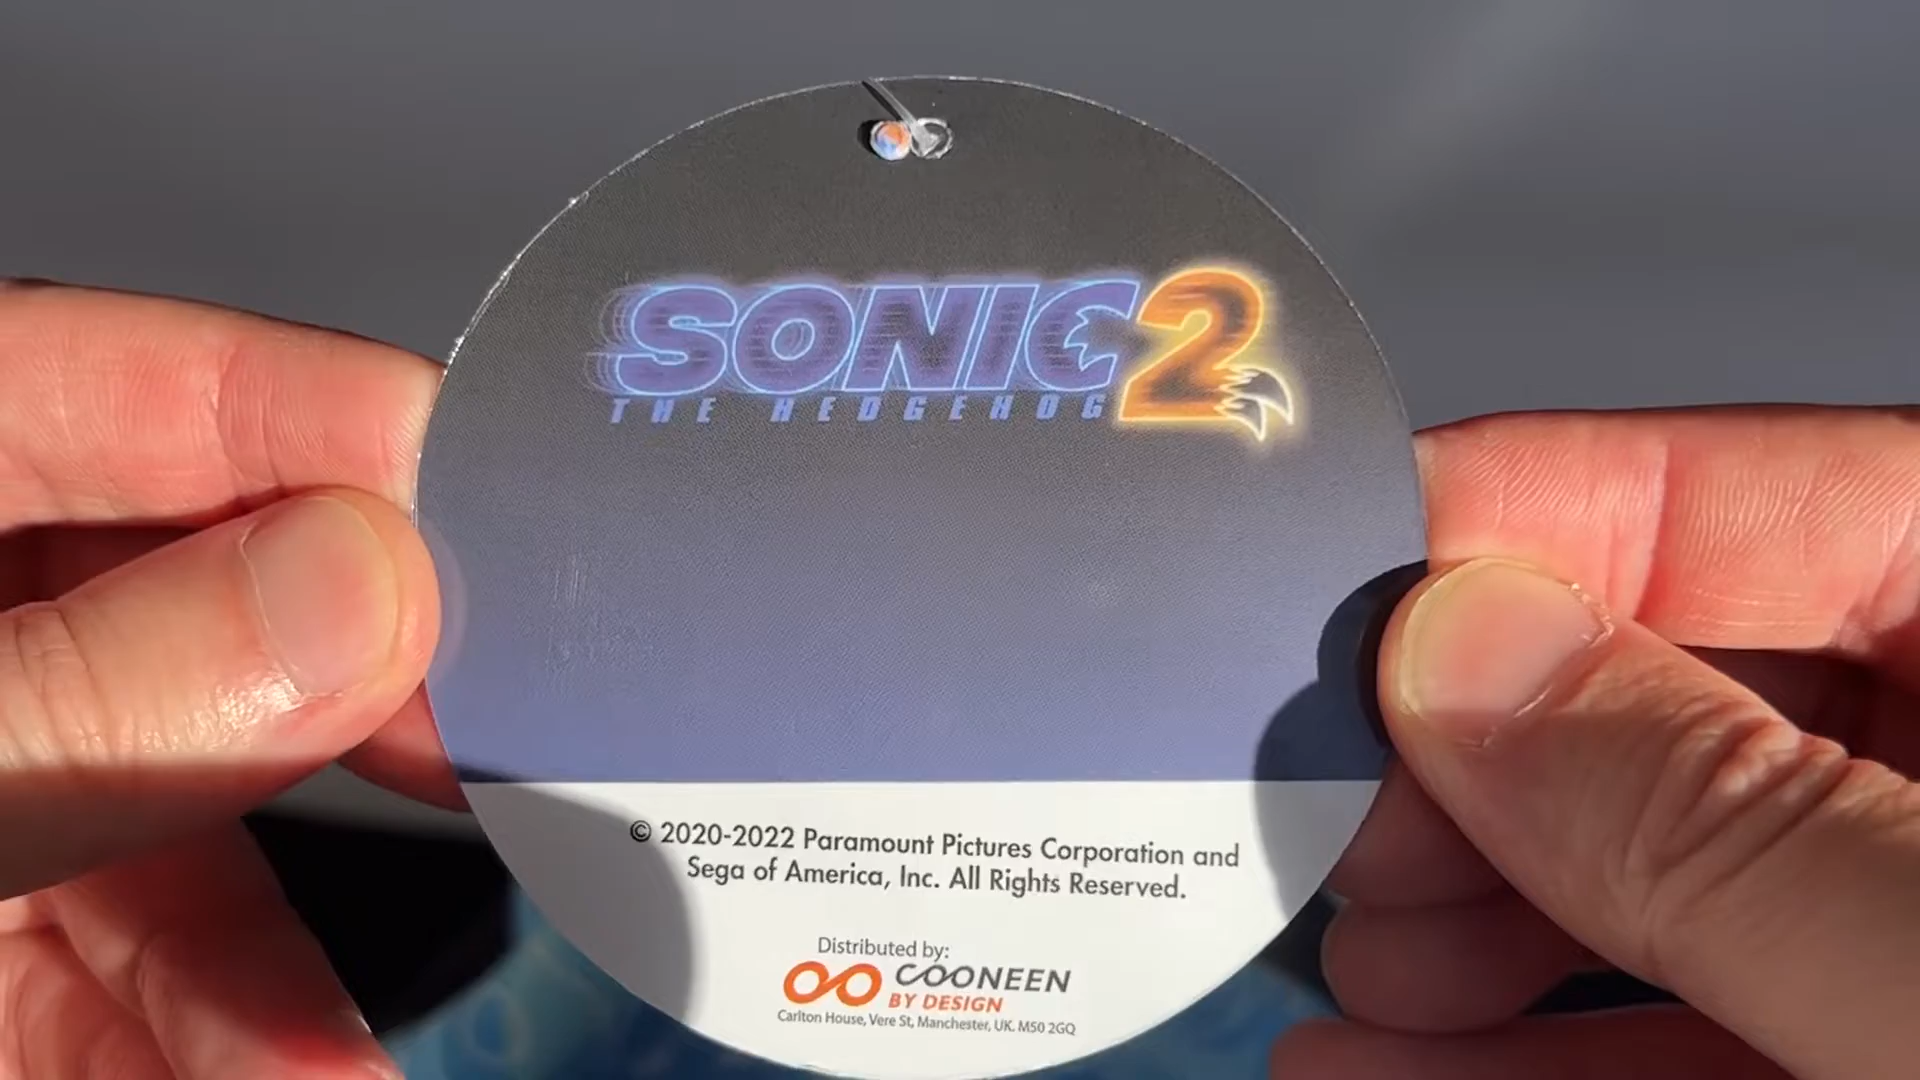 SONIC 2
THE HEDGEHOG
© 2020-2022 Paramount Pictures Corporation and
Sega of America, Inc. All Rights Reserved.
Distributed by:
COONEEN
BY DESIGN
Carlton House, Vere St, Manchester, UK. M50 2GQ